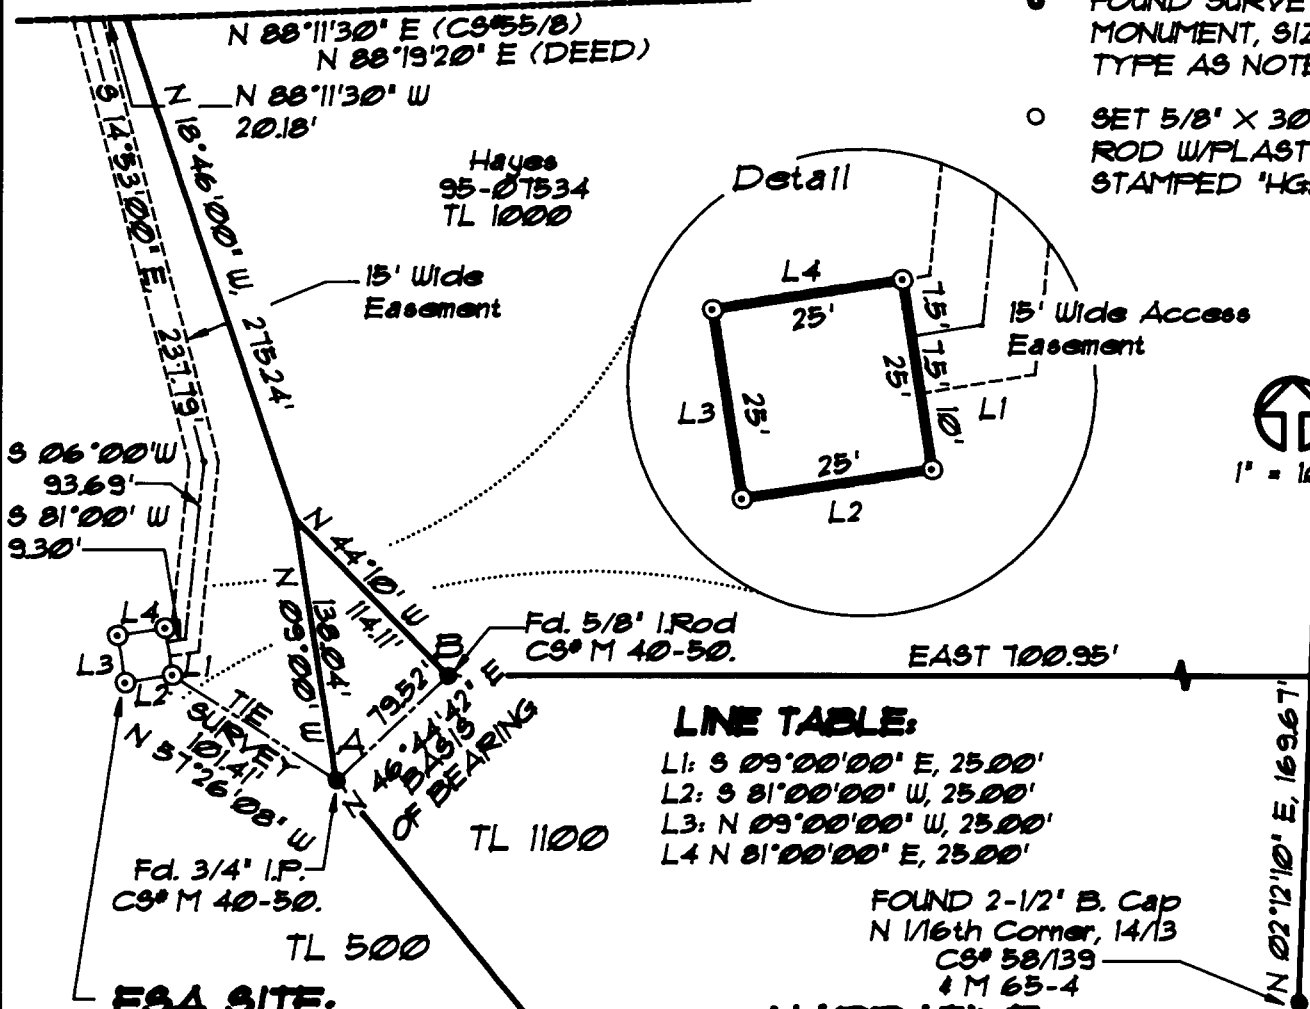 N 88°11'30" E (CS#55/8)
N 88°19'20" E (DEED)
N 88°11'30" W
20.18'
S 14°53'00" E, 237.79'
N 18°46'00" W, 275.24'
Hayes
95-07534
TL 1000
15' Wide
Easement
FOUND SURVE
MONUMENT, SIZ
TYPE AS NOTE
SET 5/8" X 30
ROD W/PLAST
STAMPED "HG
Detail
L4
25'
7.5'
7.5'
25'
10'
L1
L3
25'
25'
L2
15' Wide Access
Easement
1" = 10
S 06°00'W
93.69'
S 81°00' W
9.30'
N 44°10' W
114.11'
N 09°00' W
138.04'
L4
L3
L2
L1
TIE
SURVEY
101.41'
N 57°26'08" W
A
B
79.52'
N 46°44'42" E
BASIS
OF BEARING
Fd. 5/8" I.Rod
CS# M 40-50.
EAST 700.95'
LINE TABLE:
L1: S 09°00'00" E, 25.00'
L2: S 81°00'00" W, 25.00'
L3: N 09°00'00" W, 25.00'
L4 N 81°00'00" E, 25.00'
TL 1100
Fd. 3/4" I.P.
CS# M 40-50.
TL 500
ESA SITE:
FOUND 2-1/2" B. Cap
N 1/16th Corner, 14/13
CS# 58/139
& M 65-4
N 02°12'10" E, 169.67'